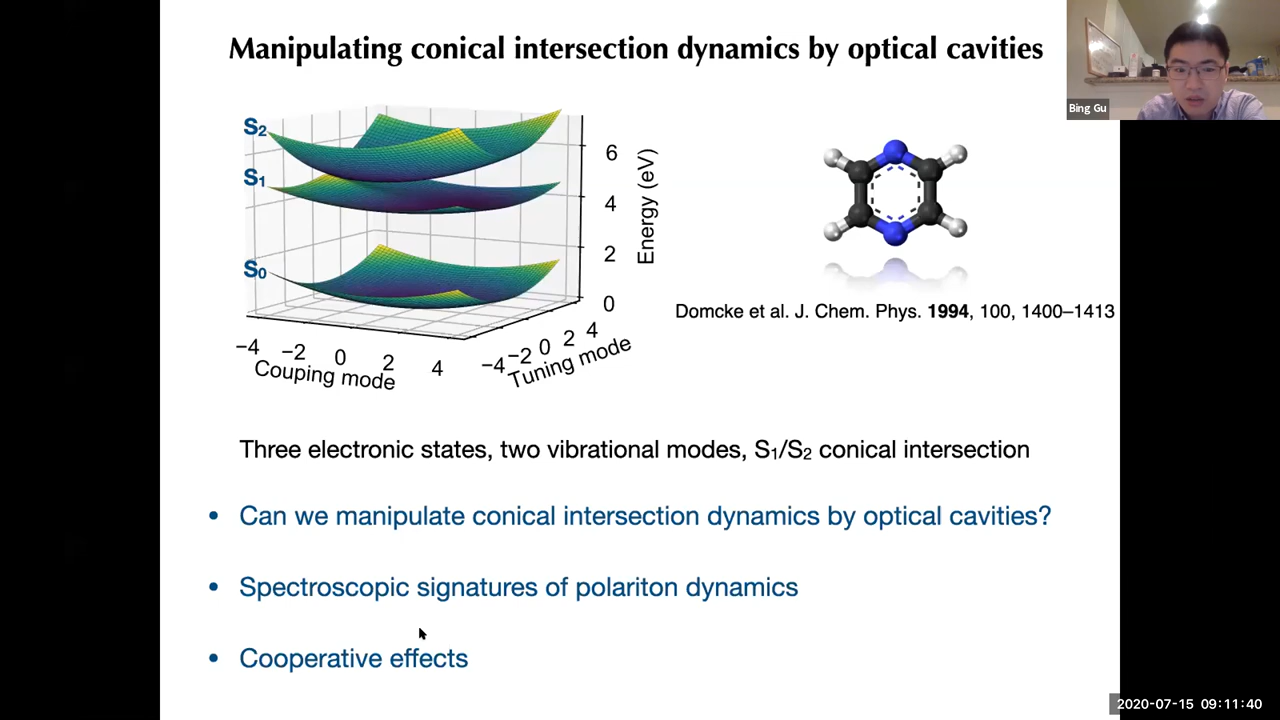 Manipulating conical intersection dynamics by optical cavities
Bing Gu
S2
S1
S0
6
4
2
0
Energy (eV)
−4 −2 0 2 4
Couping mode
−4 −2 0 2 4
Tuning mode
Domcke et al. J. Chem. Phys. 1994, 100, 1400–1413
Three electronic states, two vibrational modes, S1/S2 conical intersection
• Can we manipulate conical intersection dynamics by optical cavities?
• Spectroscopic signatures of polariton dynamics
• Cooperative effects
2020-07-15 09:11:40